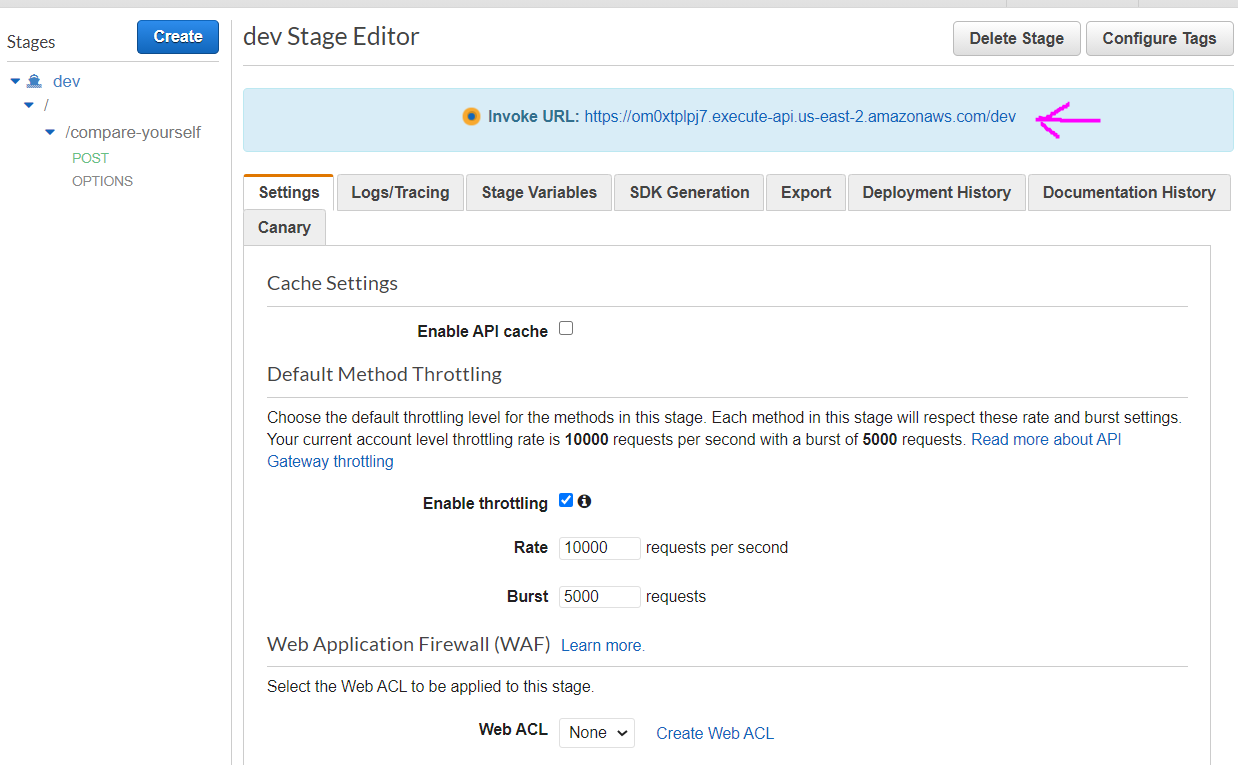 Stages
Create
dev
/
/compare-yourself
POST
OPTIONS
dev Stage Editor
Delete Stage
Configure Tags
Invoke URL: https://om0xtplpj7.execute-api.us-east-2.amazonaws.com/dev
Settings
Logs/Tracing
Stage Variables
SDK Generation
Export
Deployment History
Documentation History
Canary
Cache Settings
Enable API cache
Default Method Throttling
Choose the default throttling level for the methods in this stage. Each method in this stage will respect these rate and burst settings.
Your current account level throttling rate is 10000 requests per second with a burst of 5000 requests. Read more about API
Gateway throttling
Enable throttling
Rate 10000 requests per second
Burst 5000 requests
Web Application Firewall (WAF) Learn more.
Select the Web ACL to be applied to this stage.
Web ACL None Create Web ACL